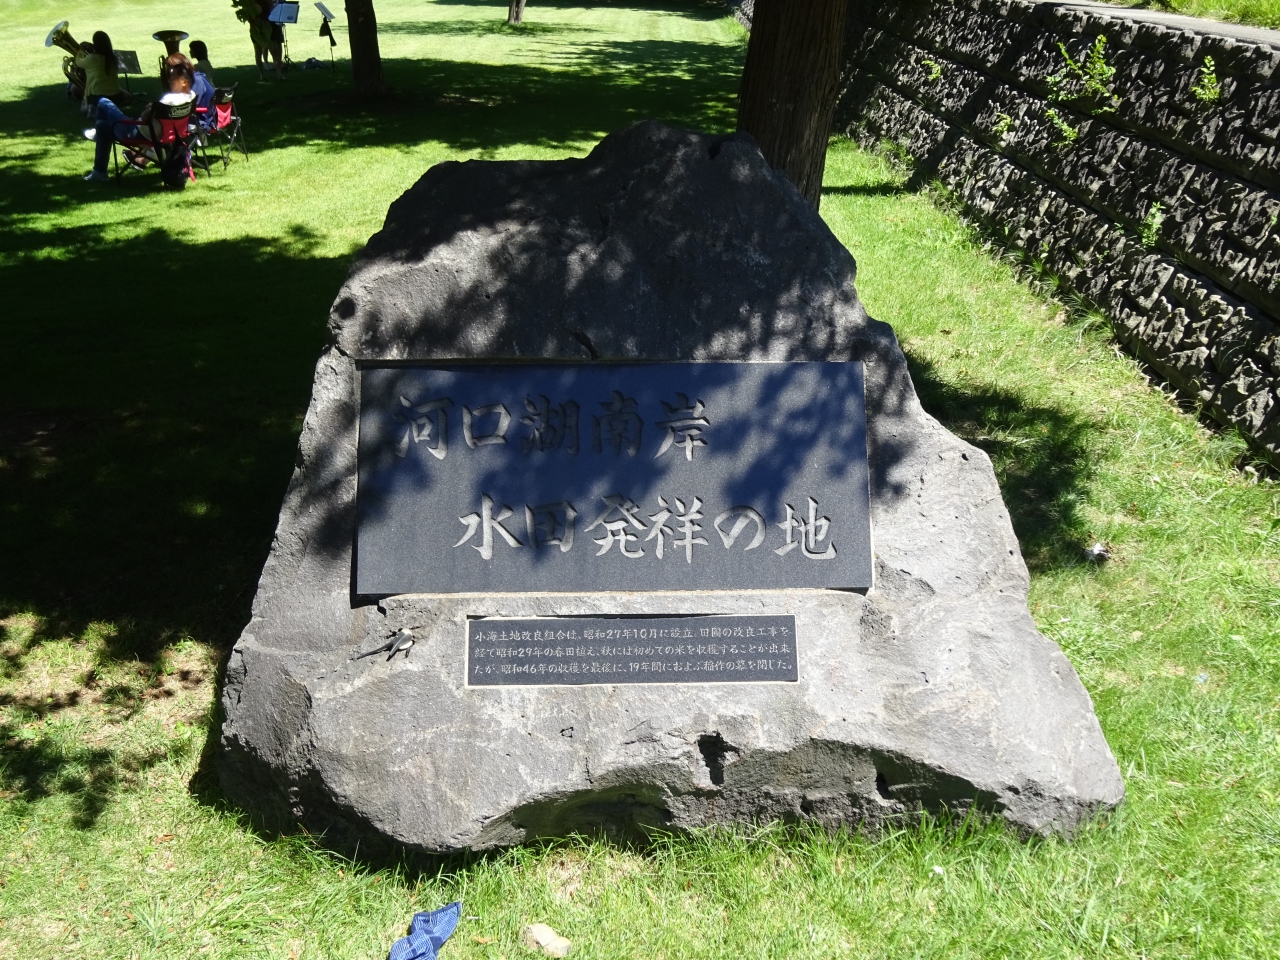 河口湖南岸
水田発祥の地
小海土地改良組合は、昭和27年10月に設立、田圃の改良工事を
経て昭和29年の春田植え、秋には初めての米を収穫することが出来
たが、昭和46年の収穫を最後に、19年間におよぶ稲作の幕を閉じた。